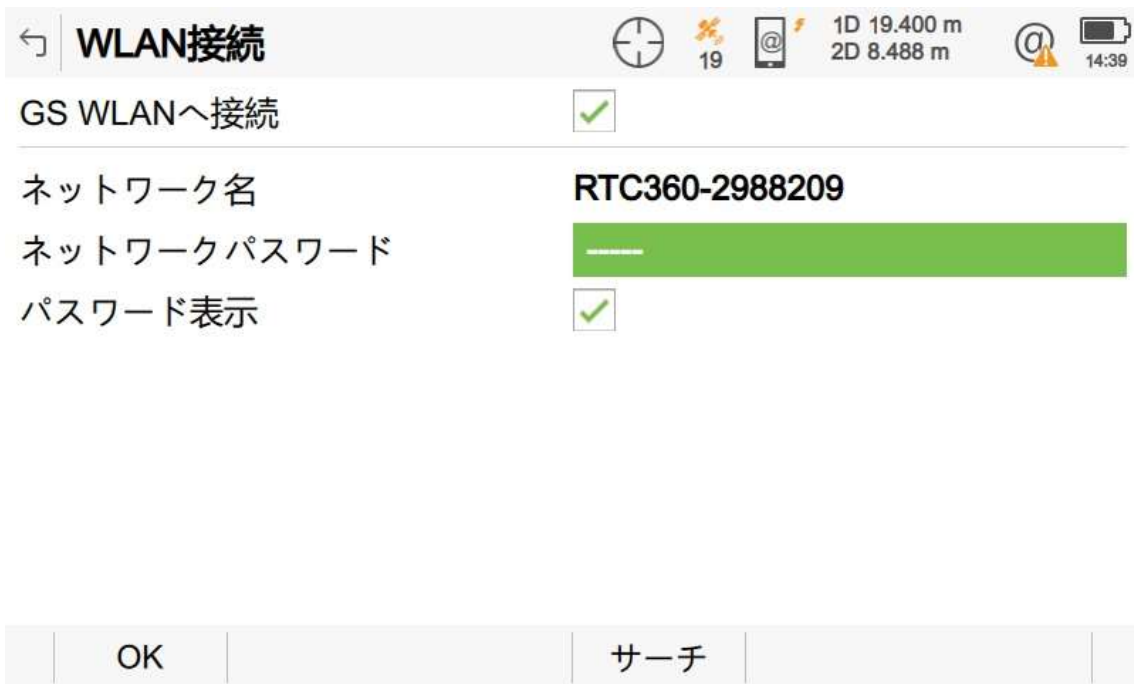 WLAN接続
19
@
1D 19.400 m
2D 8.488 m
@
14:39
GS WLANへ接続
ネットワーク名 RTC360-2988209
ネットワークパスワード -----
パスワード表示
OK サーチ